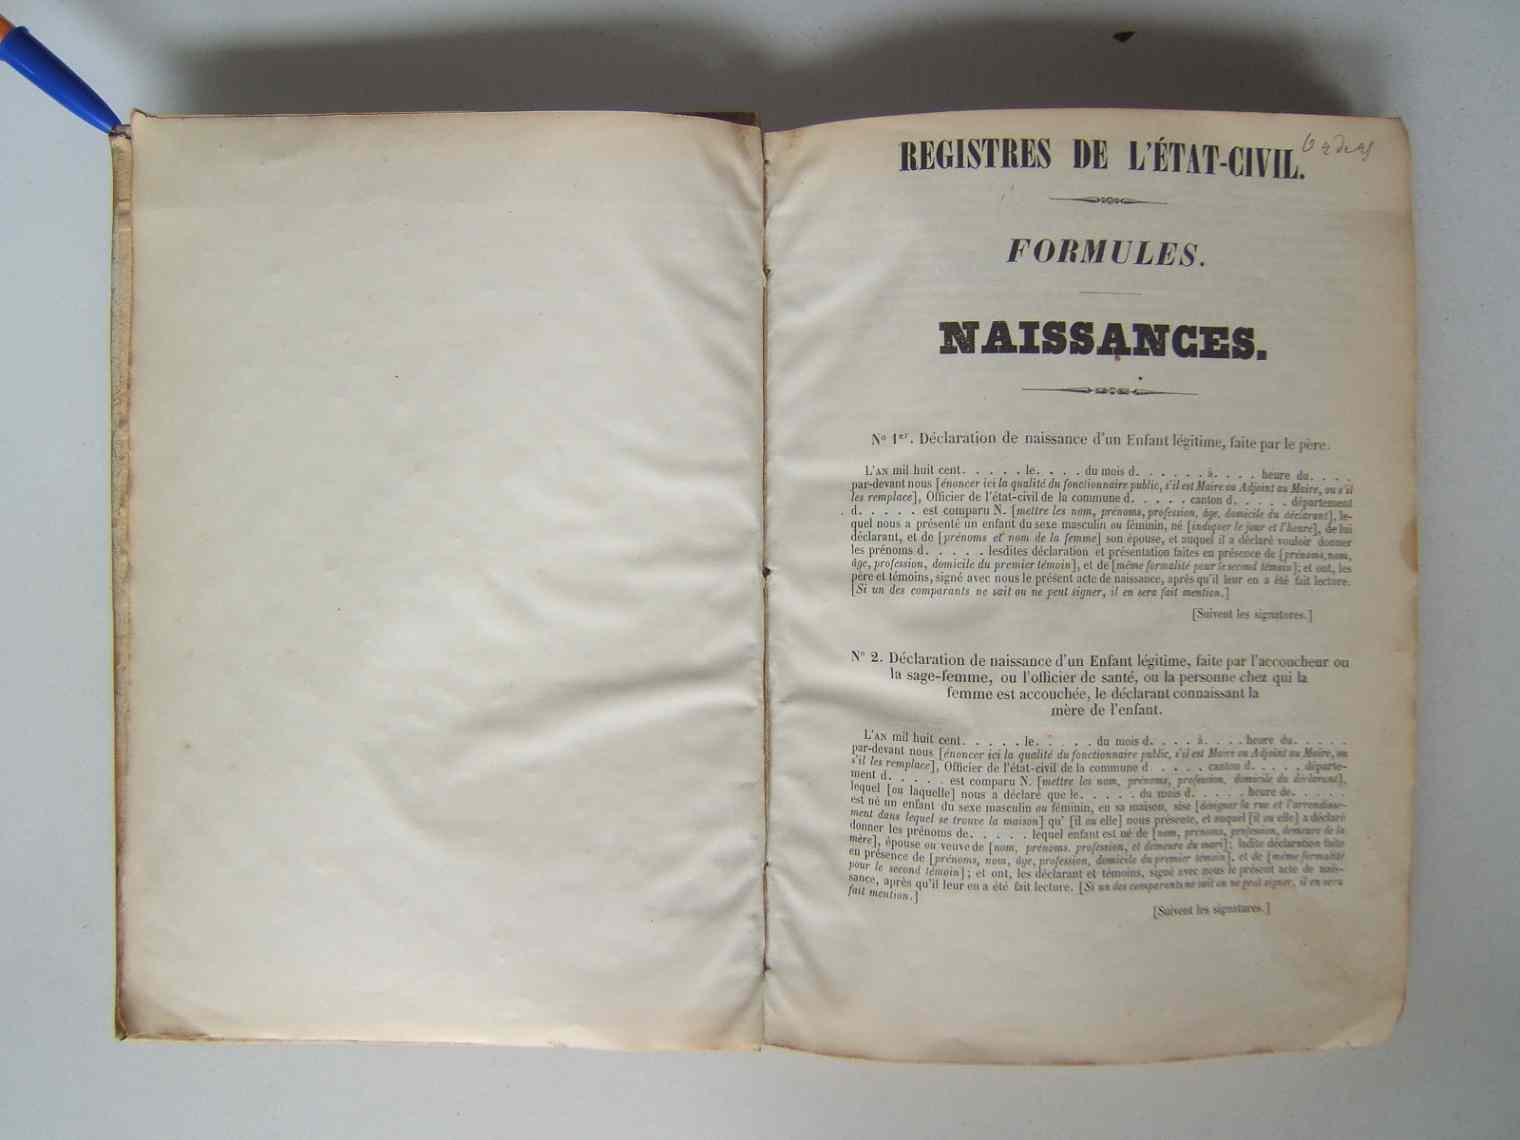 REGISTRES DE L'ÉTAT-CIVIL.
FORMULES.
NAISSANCES.
N° 1er. Déclaration de naissance d'un Enfant légitime, faite par le père.
L'AN mil huit cent. . . . . . le. . . . . du mois d. . . . . . à. . . . . heure du. . . .
par-devant nous [énoncer ici la qualité du fonctionnaire public, s'il est Maire ou Adjoint au Maire, ou s'il
les remplace], Officier de l'état-civil de la commune d. . . . . canton d. . . . . département
d. . . . . est comparu N. [mettre les nom, prénoms, profession, âge, domicile du déclarant], le-
quel nous a présenté un enfant du sexe masculin ou féminin, né [indiquer le jour et l'heure], de lui
déclarant, et de [prénoms et nom de la femme] son épouse, et auquel il a déclaré vouloir donner
les prénoms d. . . . . lesdites déclaration et présentation faites en présence de [prénoms, nom,
âge, profession, domicile du premier témoin], et de [même formalité pour le second témoin]; et ont, les
père et témoins, signé avec nous le présent acte de naissance, après qu'il leur en a été fait lecture.
[Si un des comparants ne sait ou ne peut signer, il en sera fait mention.]
[Suivent les signatures.]
N° 2. Déclaration de naissance d'un Enfant légitime, faite par l'accoucheur ou
la sage-femme, ou l'officier de santé, ou la personne chez qui la
femme est accouchée, le déclarant connaissant la
mère de l'enfant.
L'AN mil huit cent. . . . . le. . . . . du mois d. . . . à. . . . heure du. . . . .
par-devant nous [énoncer ici la qualité du fonctionnaire public, s'il est Maire ou Adjoint au Maire, ou
s'il les remplace], Officier de l'état-civil de la commune d . . . . . canton d. . . . . départe-
ment d. . . . . est comparu N. [mettre les nom, prénoms, profession, domicile du déclarant],
lequel [ou laquelle] nous a déclaré que le. . . . . du mois d. . . . . heure de. . . . .
est né un enfant du sexe masculin ou féminin, en sa maison, sise [désigner la rue et l'arrondisse-
ment dans lequel se trouve la maison] qu' [il ou elle] nous présente, et auquel [il ou elle] a déclaré
donner les prénoms de. . . . . lequel enfant est né de [nom, prénoms, profession, demeure de la
mère], épouse ou veuve de [nom, prénoms. profession, et demeure du mari]; ladite déclaration faite
en présence de [prénoms, nom, âge, profession, domicile du premier témoin], et de [même formalité
pour le second témoin]; et ont, les déclarant et témoins, signé avec nous le présent acte de nais-
sance, après qu'il leur en a été fait lecture. [Si un des comparants ne sait ou ne peut signer, il en sera
fait mention.]
[Suivent les signatures.]